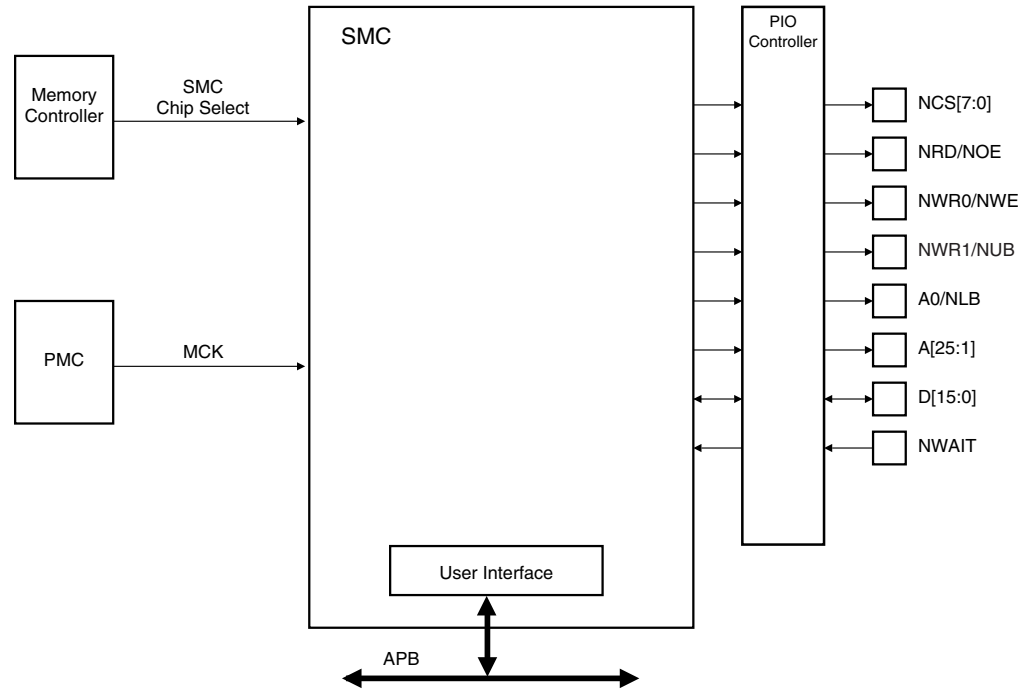 SMC
PIO
Controller
Memory
Controller
SMC
Chip Select
NCS[7:0]
NRD/NOE
NWR0/NWE
NWR1/NUB
A0/NLB
PMC
MCK
A[25:1]
D[15:0]
NWAIT
User Interface
APB